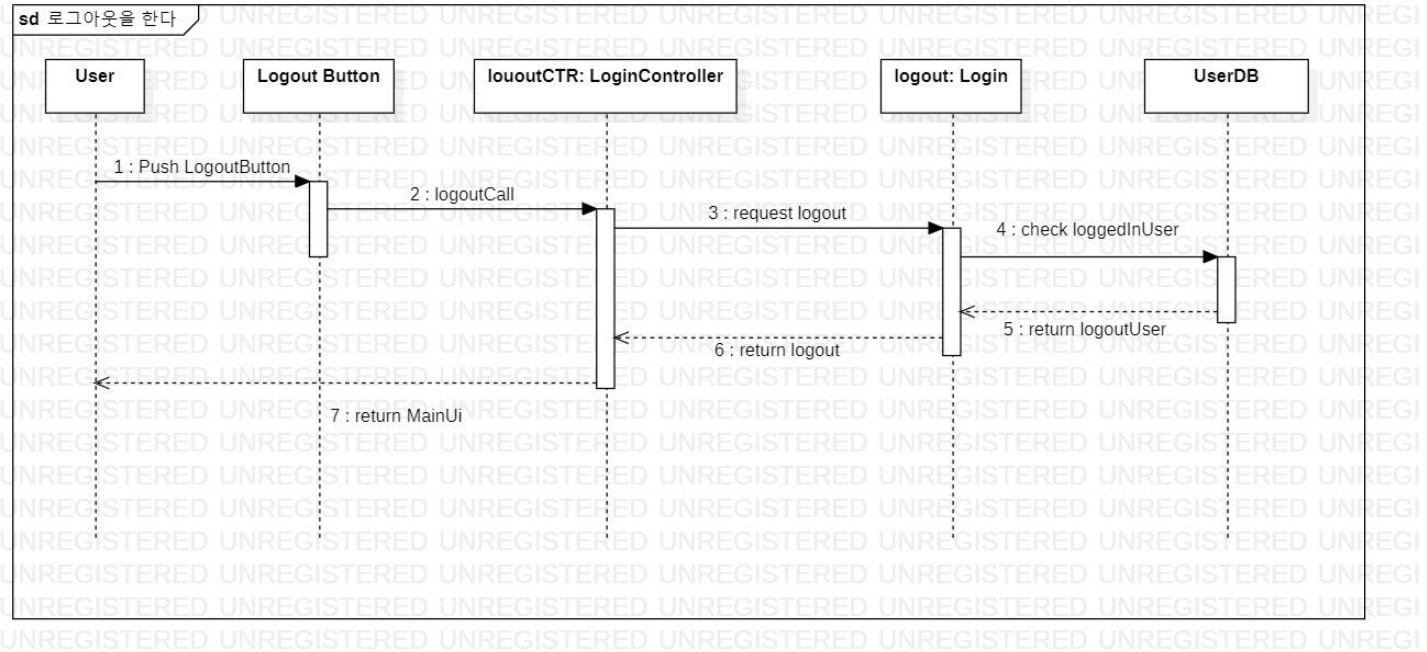 sd 로그아웃을 한다
User
Logout Button
lououtCTR: LoginController
logout: Login
UserDB
1 : Push LogoutButton
2 : logoutCall
3 : request logout
4 : check loggedInUser
5 : return logoutUser
6 : return logout
7 : return MainUi
UNREGISTERED